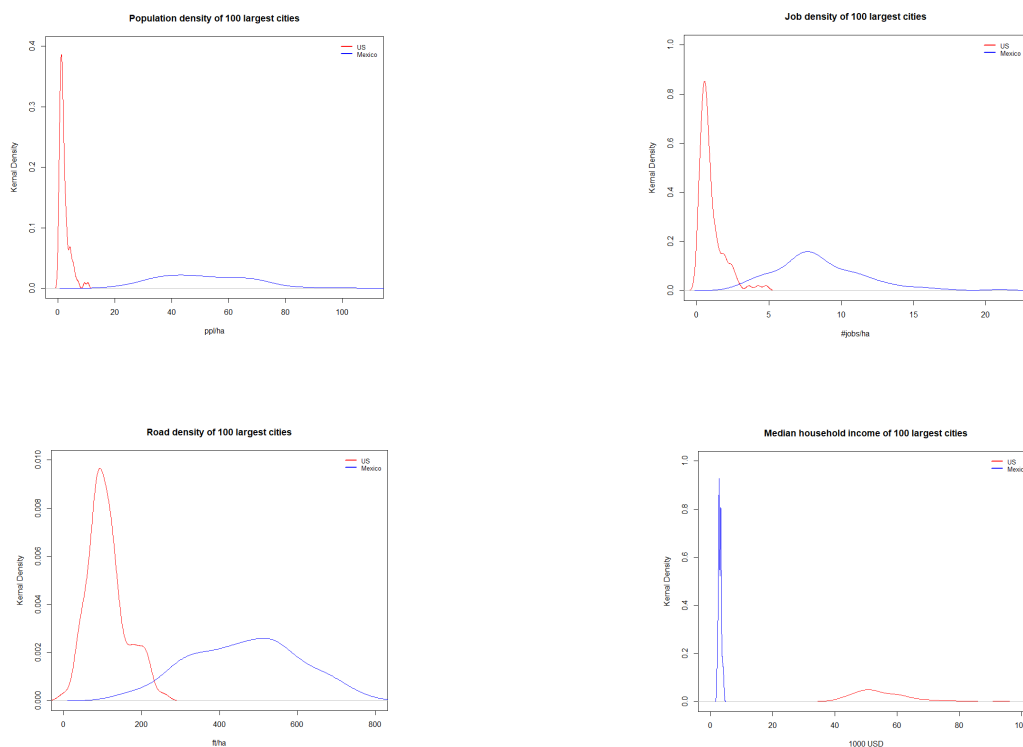 Population density of 100 largest cities
US
Mexico
0.4
0.3
0.2
0.1
0.0
Kernal Density
0 20 40 60 80 100
ppl/ha
Job density of 100 largest cities
US
Mexico
1.0
0.8
0.6
0.4
0.2
0.0
Kernal Density
0 5 10 15 20
#jobs/ha
Road density of 100 largest cities
US
Mexico
0.010
0.008
0.006
0.004
0.002
0.000
Kernal Density
0 200 400 600 800
ft/ha
Median household income of 100 largest cities
US
Mexico
1.0
0.8
0.6
0.4
0.2
0.0
Kernal Density
0 20 40 60 80
1000 USD